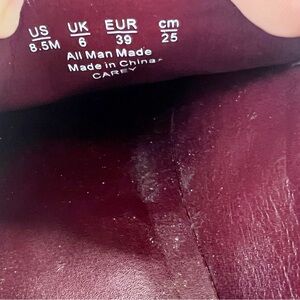 US UK EUR cm
8.5M 6 39 25
All Man Made
Made in China
CAREY